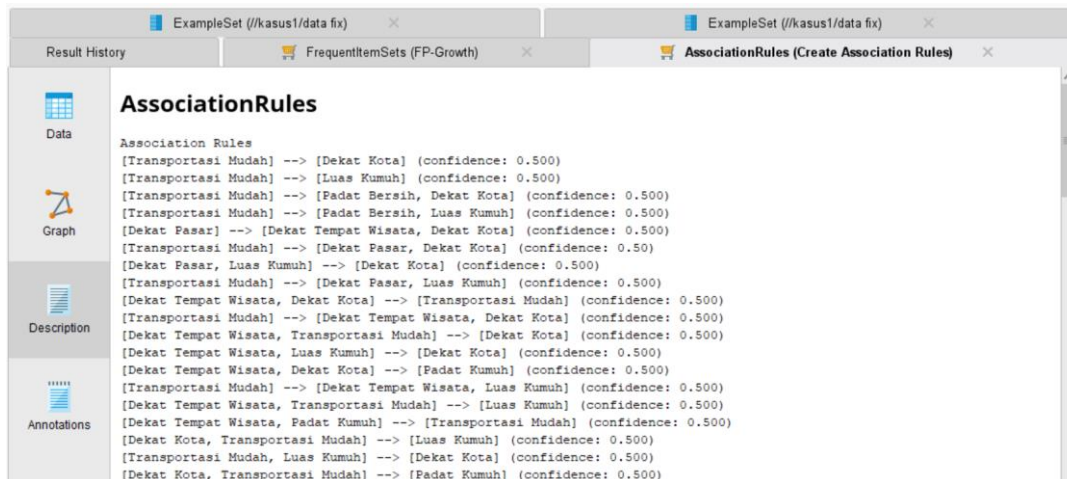 ExampleSet (//kasus1/data fix) ExampleSet (//kasus1/data fix)
Result History FrequentItemSets (FP-Growth) AssociationRules (Create Association Rules)
Data
Graph
Description
Annotations
AssociationRules
Association Rules
[Transportasi Mudah] --> [Dekat Kota] (confidence: 0.500)
[Transportasi Mudah] --> [Luas Kumuh] (confidence: 0.500)
[Transportasi Mudah] --> [Padat Bersih, Dekat Kota] (confidence: 0.500)
[Transportasi Mudah] --> [Padat Bersih, Luas Kumuh] (confidence: 0.500)
[Dekat Pasar] --> [Dekat Tempat Wisata, Dekat Kota] (confidence: 0.500)
[Transportasi Mudah] --> [Dekat Pasar, Dekat Kota] (confidence: 0.50)
[Dekat Pasar, Luas Kumuh] --> [Dekat Kota] (confidence: 0.500)
[Transportasi Mudah] --> [Dekat Pasar, Luas Kumuh] (confidence: 0.500)
[Dekat Tempat Wisata, Dekat Kota] --> [Transportasi Mudah] (confidence: 0.500)
[Transportasi Mudah] --> [Dekat Tempat Wisata, Dekat Kota] (confidence: 0.500)
[Dekat Tempat Wisata, Transportasi Mudah] --> [Dekat Kota] (confidence: 0.500)
[Dekat Tempat Wisata, Luas Kumuh] --> [Dekat Kota] (confidence: 0.500)
[Dekat Tempat Wisata, Dekat Kota] --> [Padat Kumuh] (confidence: 0.500)
[Transportasi Mudah] --> [Dekat Tempat Wisata, Luas Kumuh] (confidence: 0.500)
[Dekat Tempat Wisata, Transportasi Mudah] --> [Luas Kumuh] (confidence: 0.500)
[Dekat Tempat Wisata, Padat Kumuh] --> [Transportasi Mudah] (confidence: 0.500)
[Dekat Kota, Transportasi Mudah] --> [Luas Kumuh] (confidence: 0.500)
[Transportasi Mudah, Luas Kumuh] --> [Dekat Kota] (confidence: 0.500)
[Dekat Kota, Transportasi Mudah] --> [Padat Kumuh] (confidence: 0.500)